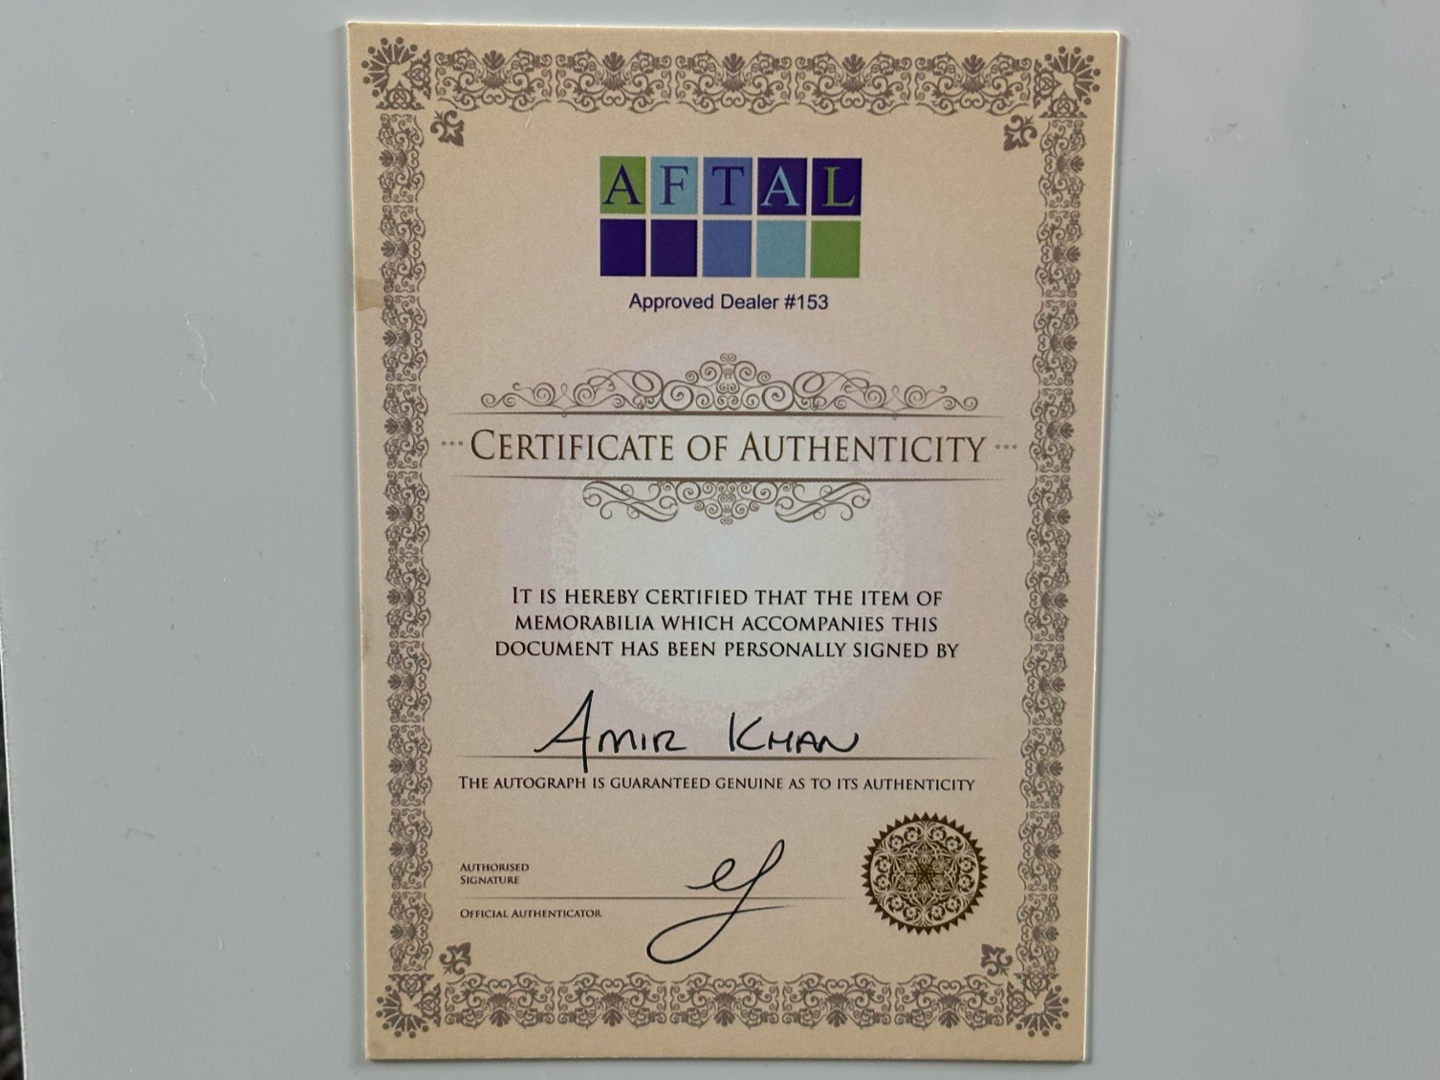 AFTAL
Approved Dealer #153
CERTIFICATE OF AUTHENTICITY
IT IS HEREBY CERTIFIED THAT THE ITEM OF
MEMORABILIA WHICH ACCOMPANIES THIS
DOCUMENT HAS BEEN PERSONALLY SIGNED BY
AMIR KHAN
THE AUTOGRAPH IS GUARANTEED GENUINE AS TO ITS AUTHENTICITY
AUTHORISED
SIGNATURE
OFFICIAL AUTHENTICATOR